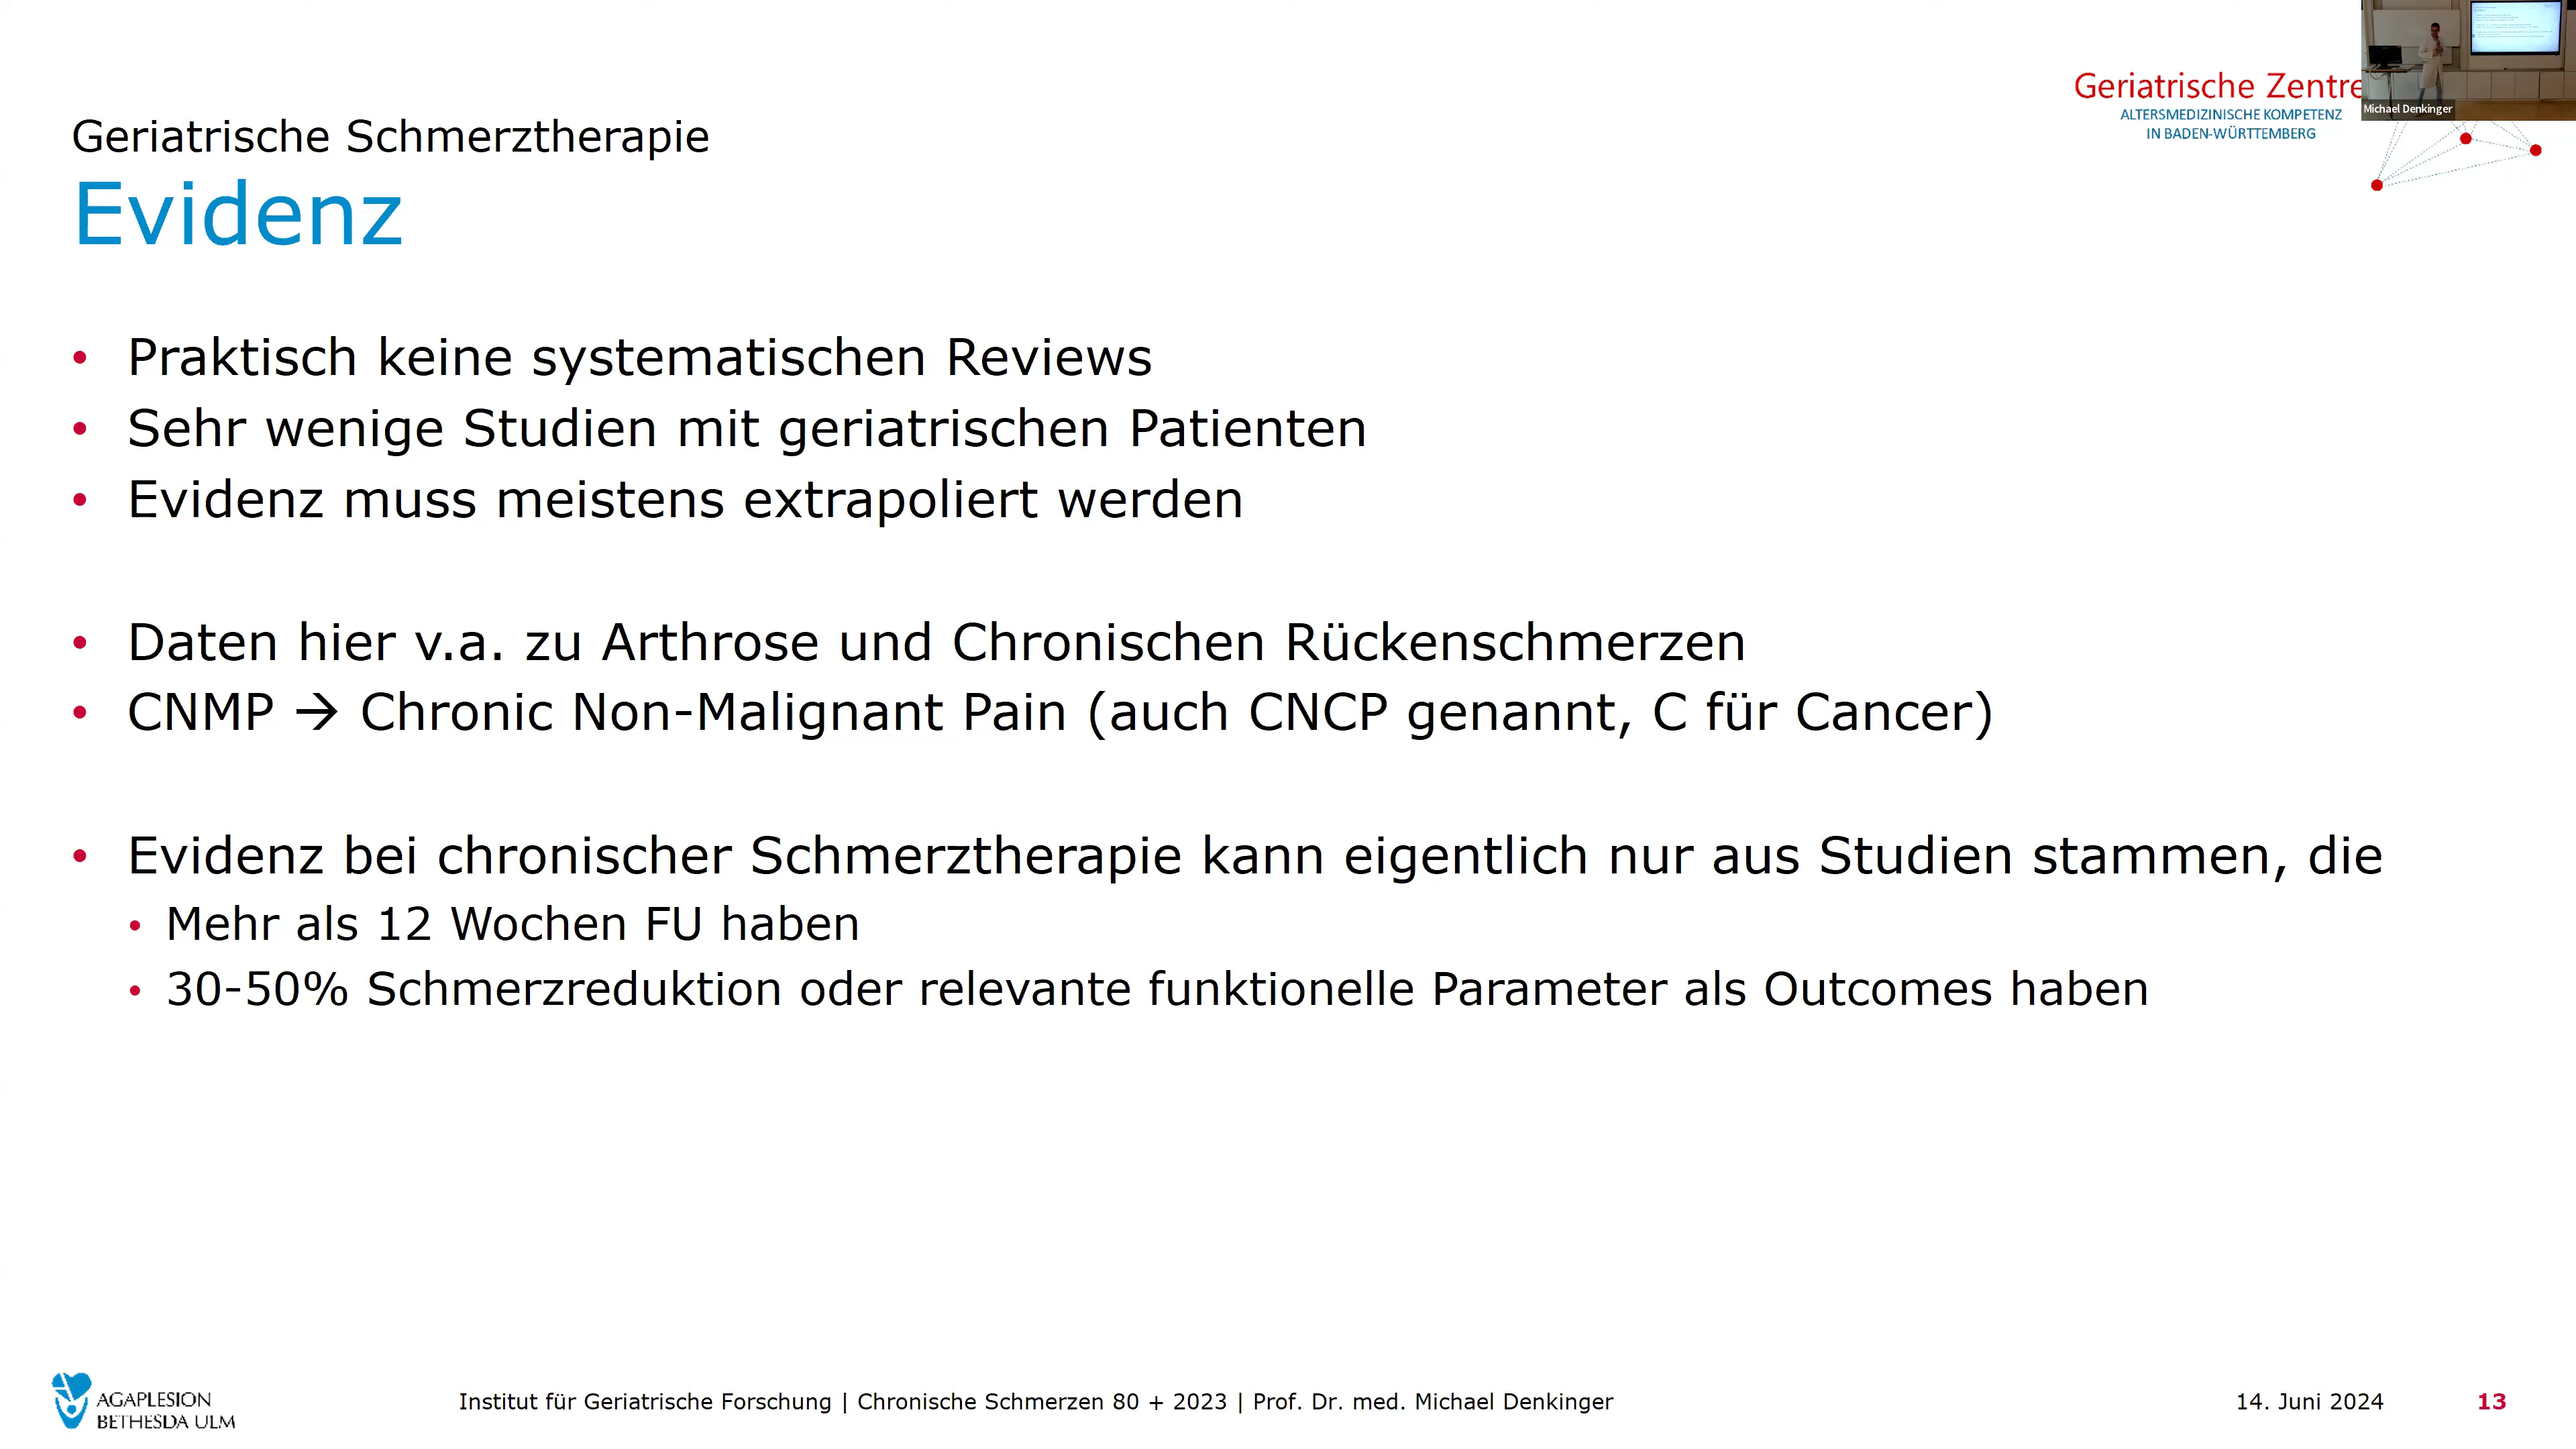 Geriatrische Schmerztherapie
Evidenz
Geriatrische Zentre
ALTERSMEDIZINISCHE KOMPETENZ
IN BADEN-WÜRTTEMBERG
Michael Denkinger
• Praktisch keine systematischen Reviews
• Sehr wenige Studien mit geriatrischen Patienten
• Evidenz muss meistens extrapoliert werden
• Daten hier v.a. zu Arthrose und Chronischen Rückenschmerzen
• CNMP → Chronic Non-Malignant Pain (auch CNCP genannt, C für Cancer)
• Evidenz bei chronischer Schmerztherapie kann eigentlich nur aus Studien stammen, die
• Mehr als 12 Wochen FU haben
• 30-50% Schmerzreduktion oder relevante funktionelle Parameter als Outcomes haben
AGAPLESION
BETHESDA ULM
Institut für Geriatrische Forschung | Chronische Schmerzen 80 + 2023 | Prof. Dr. med. Michael Denkinger
14. Juni 2024
13